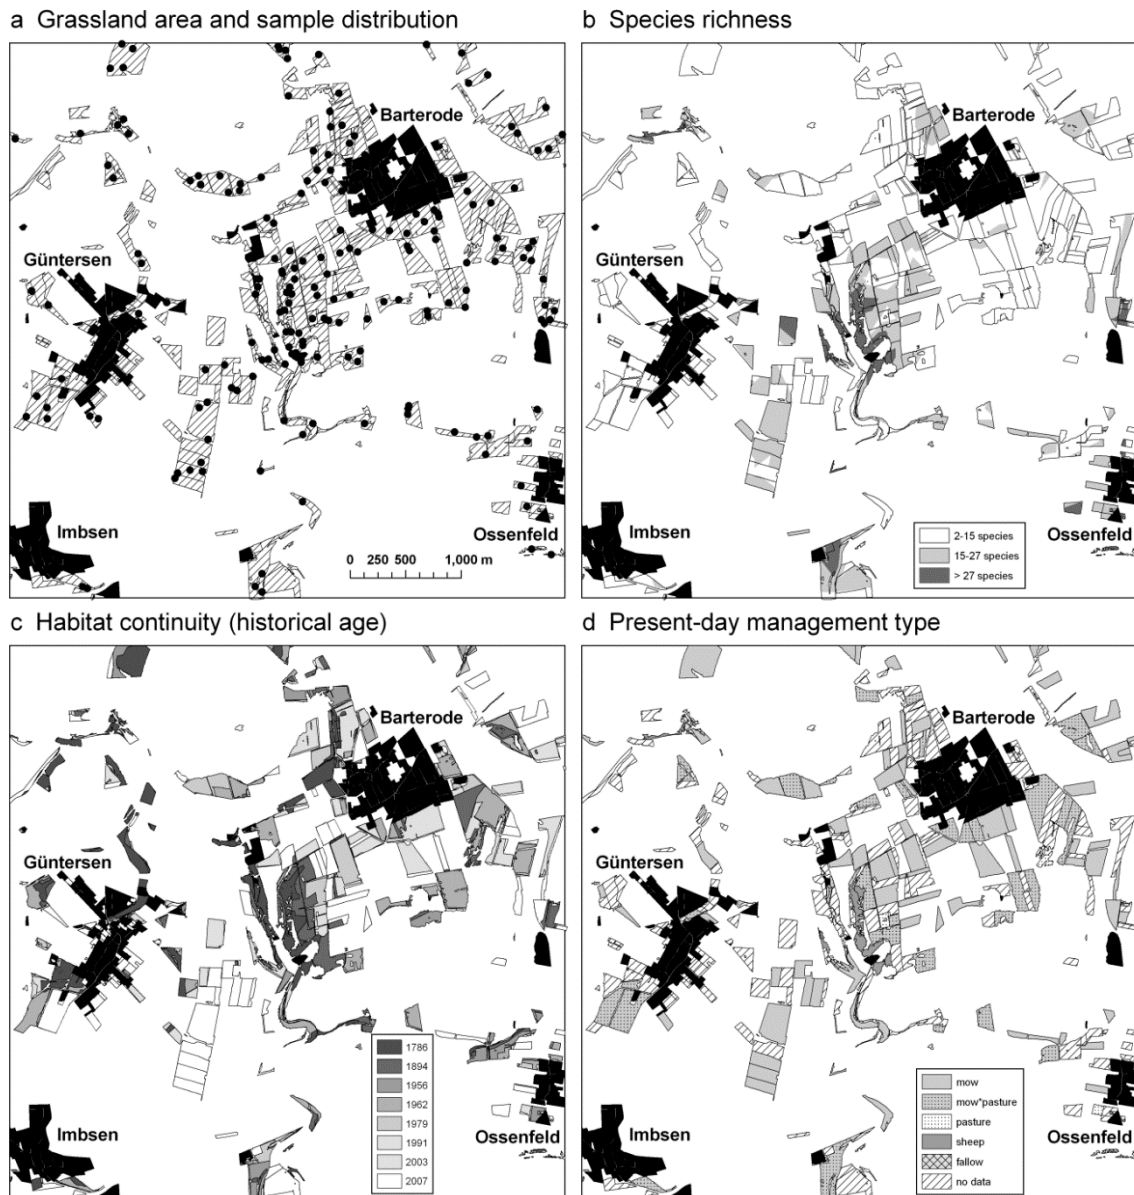 a Grassland area and sample distribution
b Species richness
Barterode
Güntersen
Imbsen
Ossenfeld
0 250 500 1,000 m
Barterode
Güntersen
Imbsen
Ossenfeld
2-15 species
15-27 species
> 27 species
c Habitat continuity (historical age)
d Present-day management type
Barterode
Güntersen
Imbsen
Ossenfeld
1786
1894
1956
1962
1979
1991
2003
2007
Barterode
Güntersen
Imbsen
Ossenfeld
mow
mow*pasture
pasture
sheep
fallow
no data